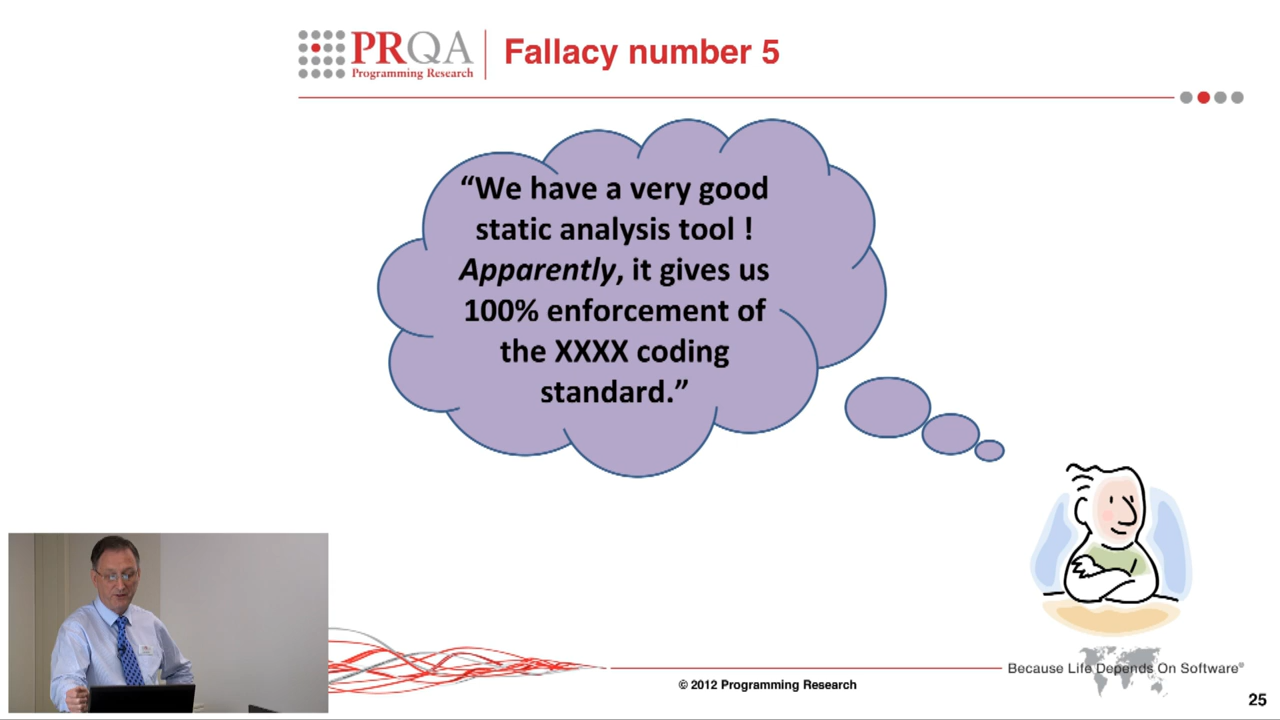 PRQA
Programming Research
Fallacy number 5
“We have a very good
static analysis tool !
Apparently, it gives us
100% enforcement of
the XXXX coding
standard.”
Because Life Depends On Software®
© 2012 Programming Research
25